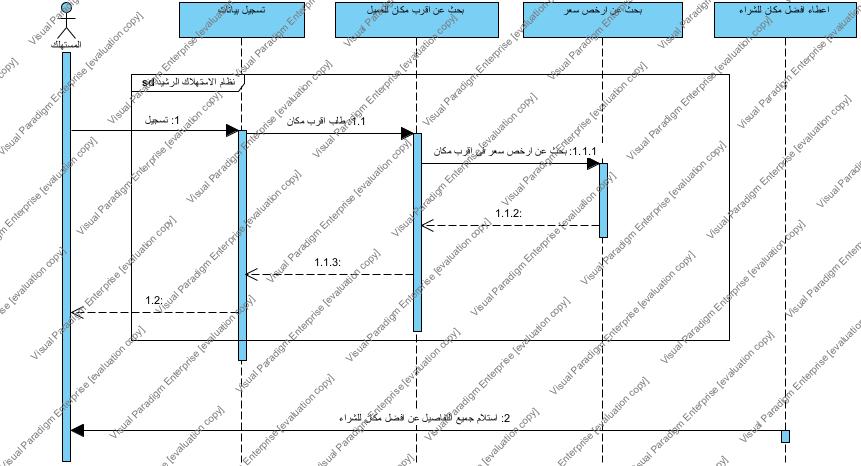 تسجيل بيانات
بحث عن اقرب مكان للعميل
بحث عن ارخص سعر
اعطاء افضل مكان للشراء
المستهلك
sd نظام الاستهلاك الرشيد
1: تسجيل
1.1: طلب اقرب مكان
1.1.1: بحث عن ارخص سعر في اقرب مكان
1.1.2:
1.1.3:
1.2:
2: استلام جميع التفاصيل عن افضل مكان للشراء
Visual Paradigm Enterprise [evaluation copy]